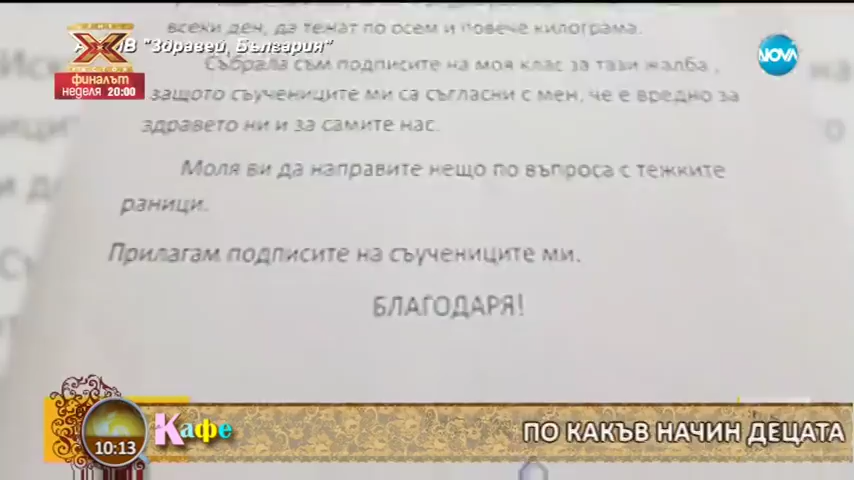 всеки ден, да тежат по осем и повече килограма.
"Здравей, България"
NOVA
ФИНАЛЪТ
НЕДЕЛЯ 20:00
Събрала съм подписите на моя клас за тази жалба ,
защото съучениците ми са съгласни с мен, че е вредно за
здравето ни и за самите нас.
Моля ви да направите нещо по въпроса с тежките
раници.
Прилагам подписите на съучениците ми.
БЛАГОДАРЯ!
10:13
Кафе
ПО КАКЪВ НАЧИН ДЕЦАТА